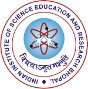 INDIAN INSTITUTE OF SCIENCE EDUCATION AND RESEARCH BHOPAL